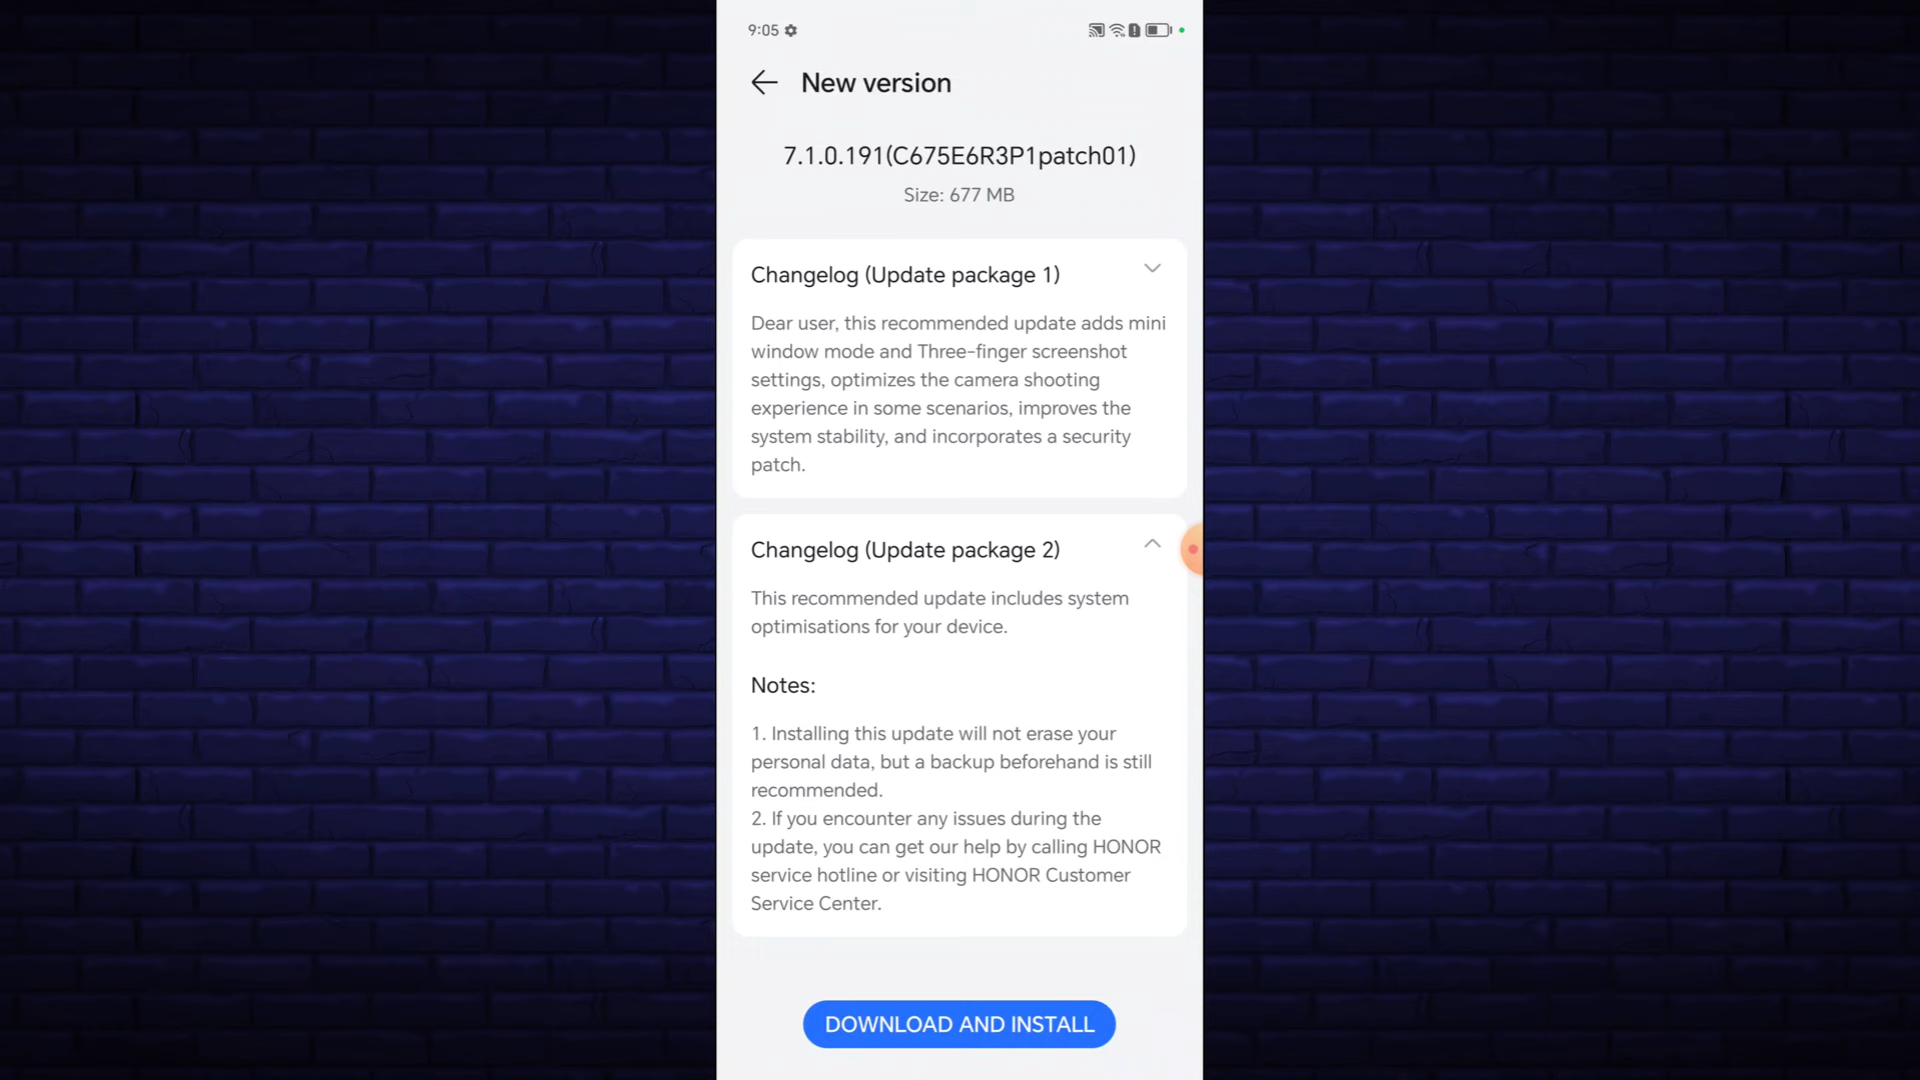 9:05
New version
7.1.0.191(C675E6R3P1patch01)
Size: 677 MB
Changelog (Update package 1)
Dear user, this recommended update adds mini
window mode and Three-finger screenshot
settings, optimizes the camera shooting
experience in some scenarios, improves the
system stability, and incorporates a security
patch.
Changelog (Update package 2)
This recommended update includes system
optimisations for your device.
Notes:
1. Installing this update will not erase your
personal data, but a backup beforehand is still
recommended.
2. If you encounter any issues during the
update, you can get our help by calling HONOR
service hotline or visiting HONOR Customer
Service Center.
DOWNLOAD AND INSTALL